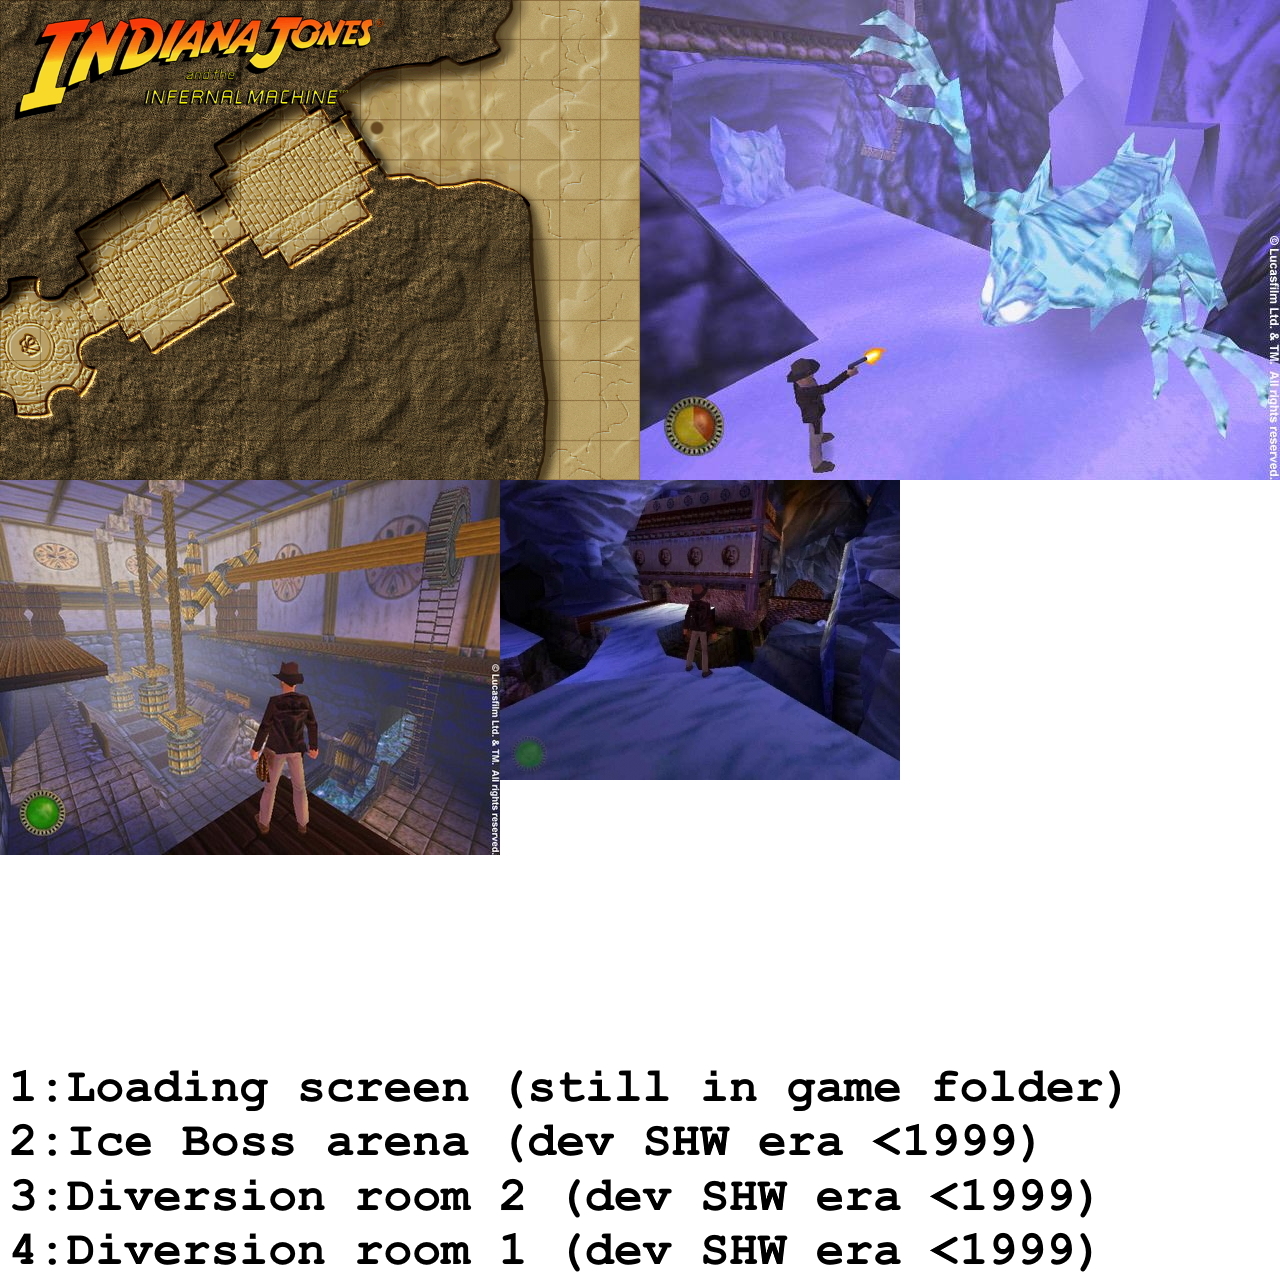 INDIANA JONES
and the
INFERNAL MACHINE™
© Lucasfilm Ltd. & TM. All rights reserved.
© Lucasfilm Ltd. & TM. All rights reserved.
1:Loading screen (still in game folder)
2:Ice Boss arena (dev SHW era <1999)
3:Diversion room 2 (dev SHW era <1999)
4:Diversion room 1 (dev SHW era <1999)